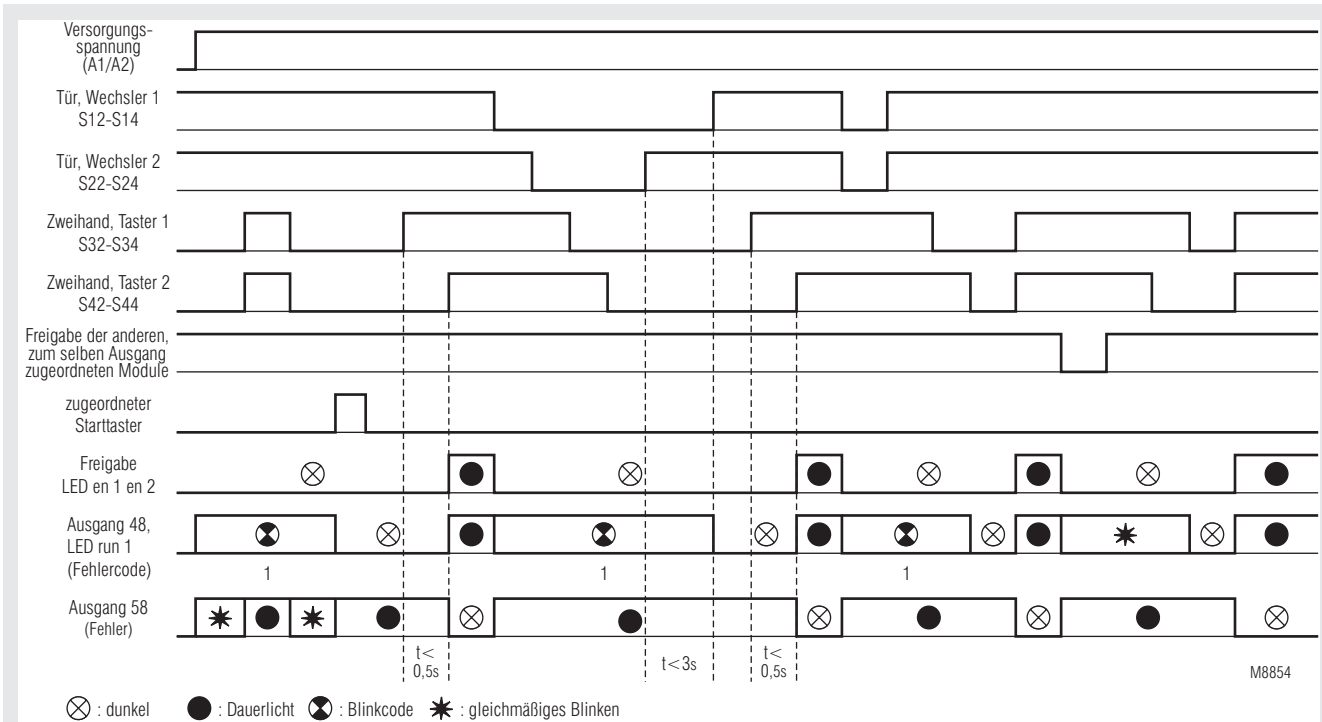 Versorgungs-
spannung
(A1/A2)
Tür, Wechsler 1
S12-S14
Tür, Wechsler 2
S22-S24
Zweihand, Taster 1
S32-S34
Zweihand, Taster 2
S42-S44
Freigabe der anderen,
zum selben Ausgang
zugeordneten Module
zugeordneter
Starttaster
Freigabe
LED en 1 en 2
Ausgang 48,
LED run 1
(Fehlercode)
1
1
1
Ausgang 58
(Fehler)
t<
0,5s
t<3s
t<
0,5s
M8854
: dunkel
: Dauerlicht
: Blinkcode
: gleichmäßiges Blinken